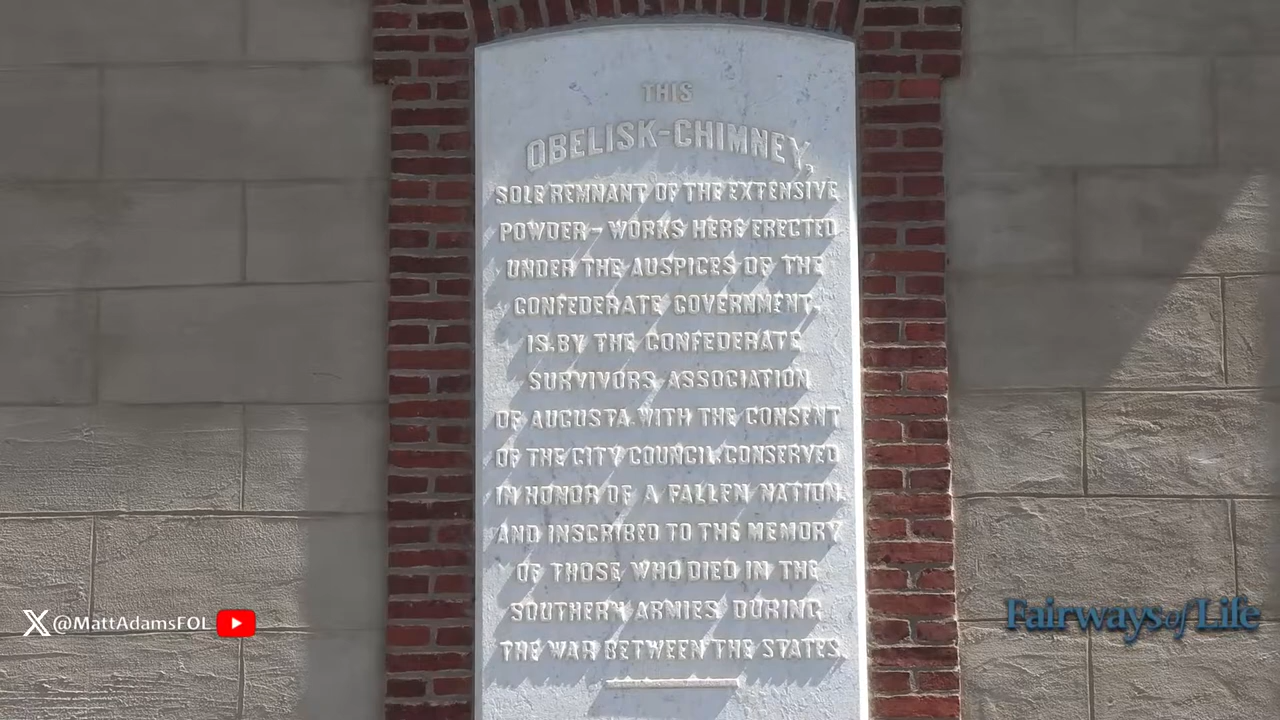 THIS
OBELISK-CHIMNEY,
SOLE REMNANT OF THE EXTENSIVE
POWDER-WORKS HERE ERECTED
UNDER THE AUSPICES OF THE
CONFEDERATE GOVERNMENT,
IS, BY THE CONFEDERATE
SURVIVORS ASSOCIATION
OF AUGUSTA, WITH THE CONSENT
OF THE CITY COUNCIL, CONSERVED
IN HONOR OF A FALLEN NATION,
AND INSCRIBED TO THE MEMORY
OF THOSE WHO DIED IN THE
SOUTHERN ARMIES DURING
THE WAR BETWEEN THE STATES.
X @MattAdamsFOL
Fairways of Life